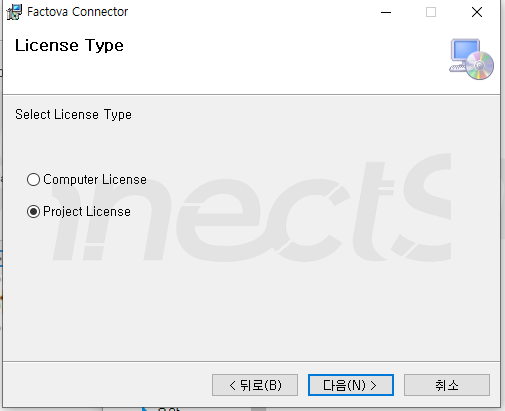 Factova Connector
License Type
Select License Type
Computer License
Project License
< 뒤로(B)
다음(N) >
취소